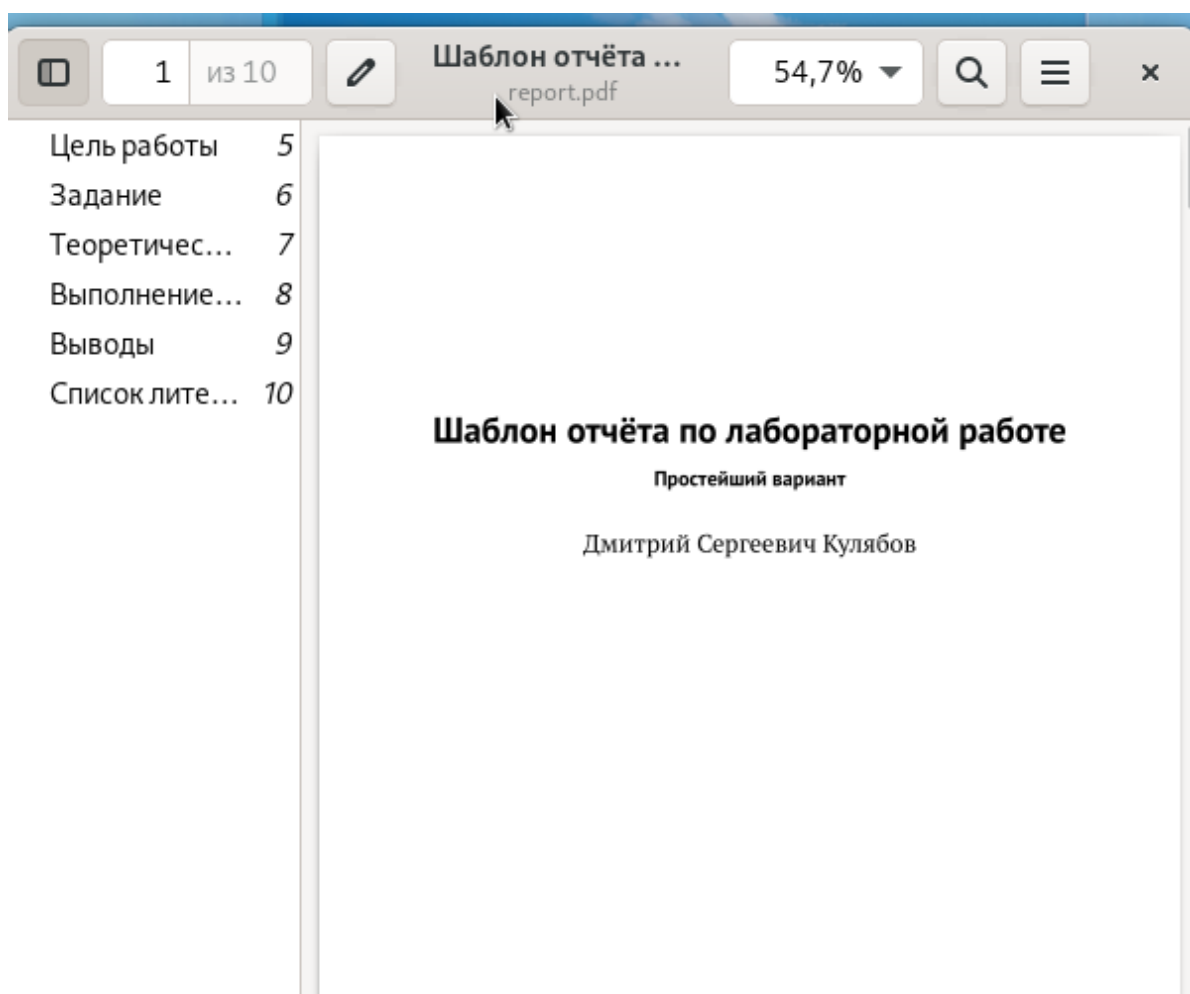 1 из 10 Шаблон отчёта ... 54,7%
report.pdf
Цель работы 5
Задание 6
Теоретичес... 7
Выполнение... 8
Выводы 9
Список лите... 10
Шаблон отчёта по лабораторной работе
Простейший вариант
Дмитрий Сергеевич Кулябов